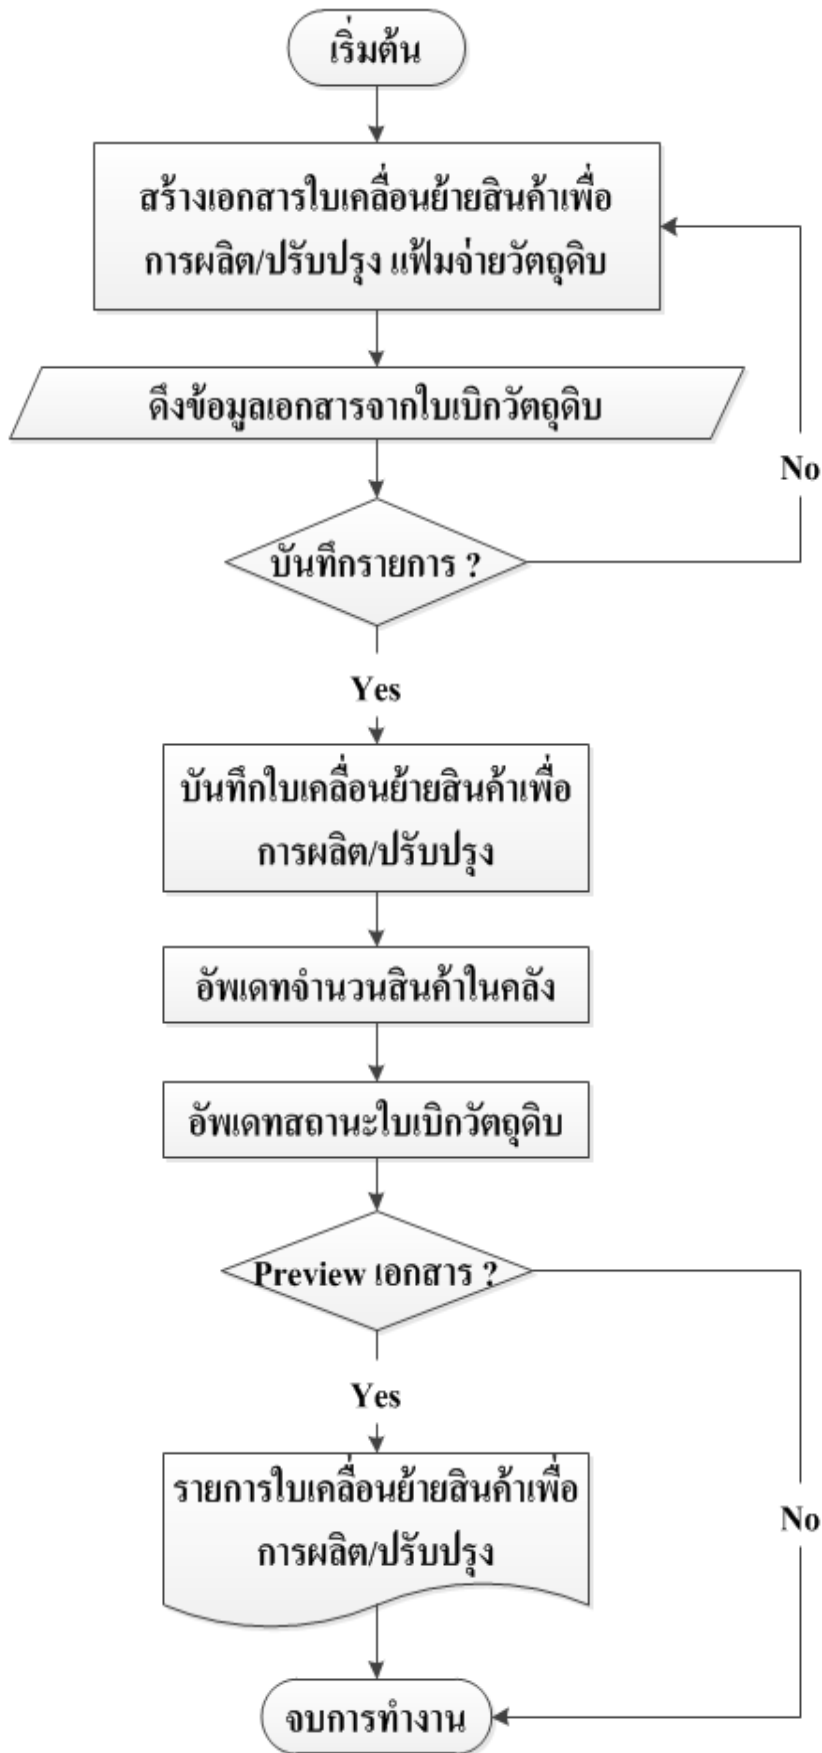 เริ่มต้น
สร้างเอกสารใบเคลื่อนย้ายสินค้าเพื่อ
การผลิต/ปรับปรุง แฟ้มจ่ายวัตถุดิบ
ดึงข้อมูลเอกสารจากใบเบิกวัตถุดิบ
No
บันทึกรายการ ?
Yes
บันทึกใบเคลื่อนย้ายสินค้าเพื่อ
การผลิต/ปรับปรุง
อัพเดทจำนวนสินค้าในคลัง
อัพเดทสถานะใบเบิกวัตถุดิบ
Preview เอกสาร ?
Yes
รายการใบเคลื่อนย้ายสินค้าเพื่อ
การผลิต/ปรับปรุง
No
จบการทำงาน